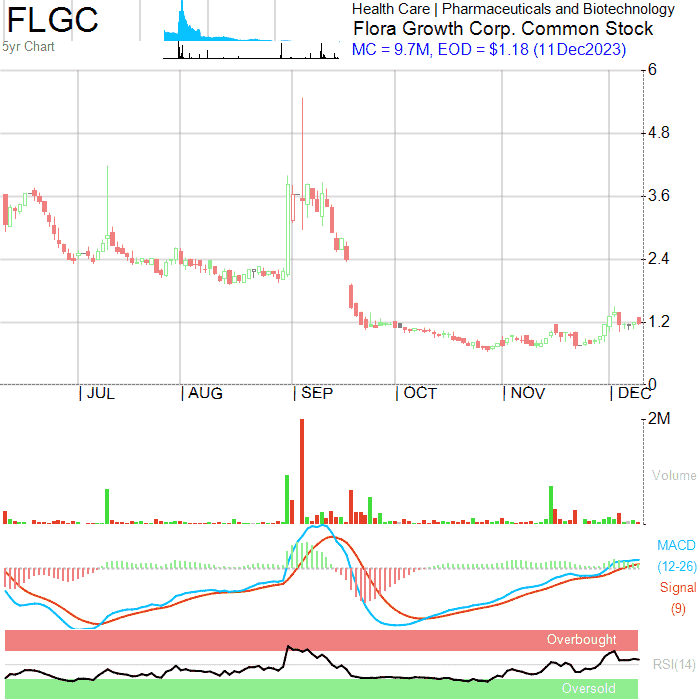 FLGC
5yr Chart
Health Care | Pharmaceuticals and Biotechnology
Flora Growth Corp. Common Stock
MC = 9.7M, EOD = $1.18 (11Dec2023)
6
4.8
3.6
2.4
1.2
0
| JUL | AUG | SEP | OCT | NOV | DEC
2M
Volume
MACD
(12-26)
Signal
(9)
Overbought
RSI(14)
Oversold